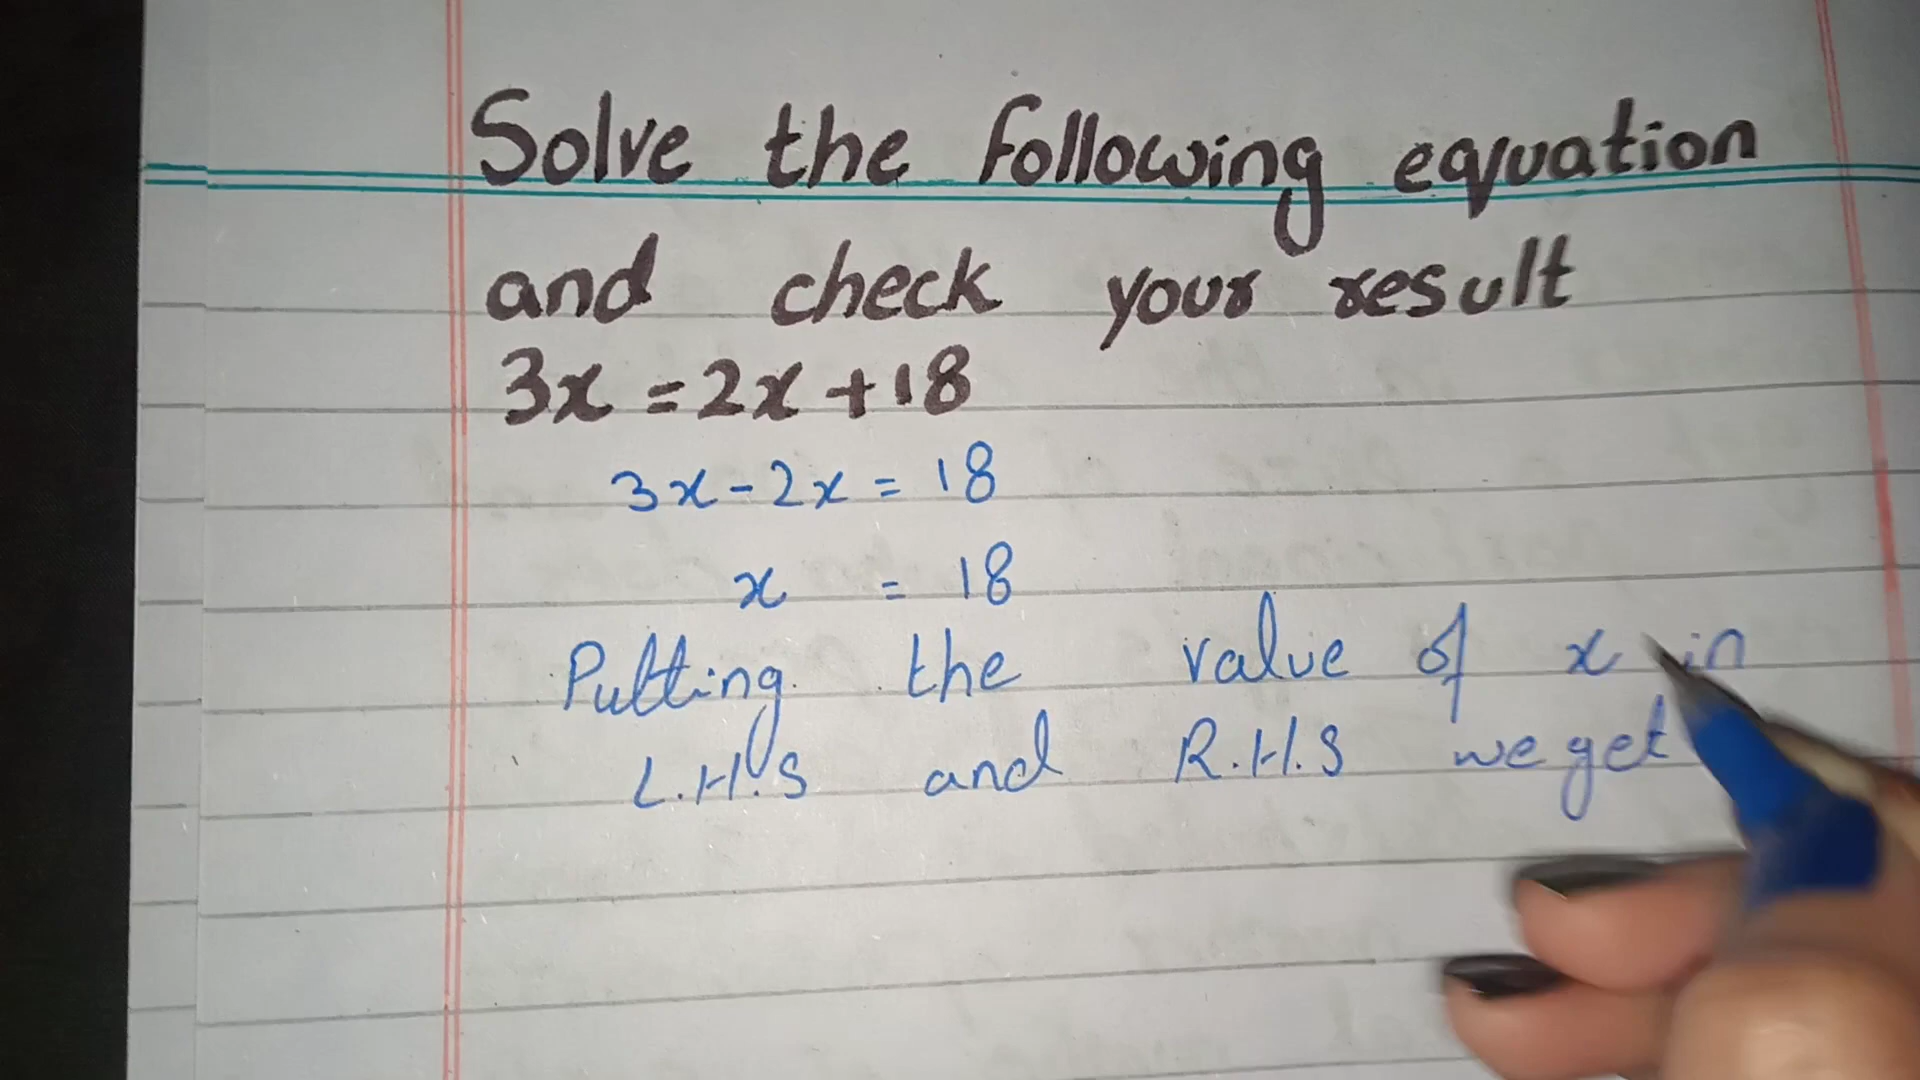 Solve the following equation
and check your result
3x = 2x + 18
3x - 2x = 18
x = 18
Putting the value of x in
L.H.S and R.H.S we get